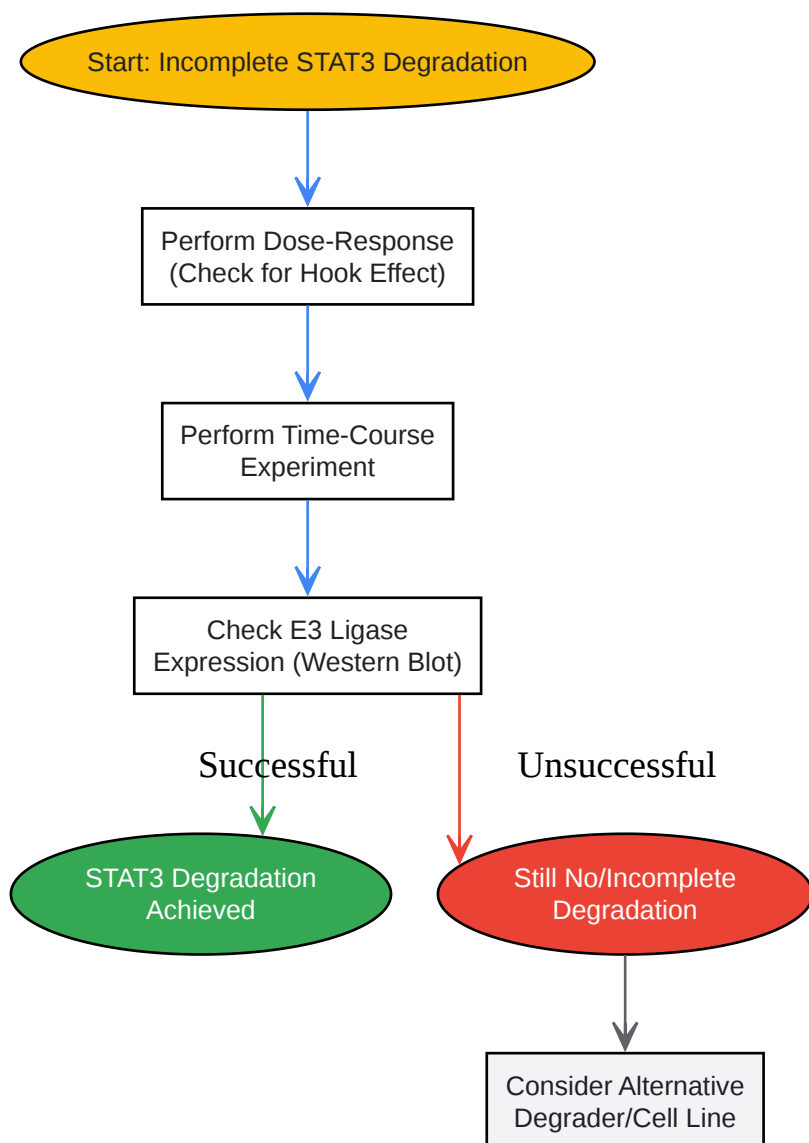 Start: Incomplete STAT3 Degradation
Perform Dose-Response
(Check for Hook Effect)
Perform Time-Course
Experiment
Check E3 Ligase
Expression (Western Blot)
Successful
Unsuccessful
STAT3 Degradation
Achieved
Still No/Incomplete
Degradation
Consider Alternative
Degrader/Cell Line